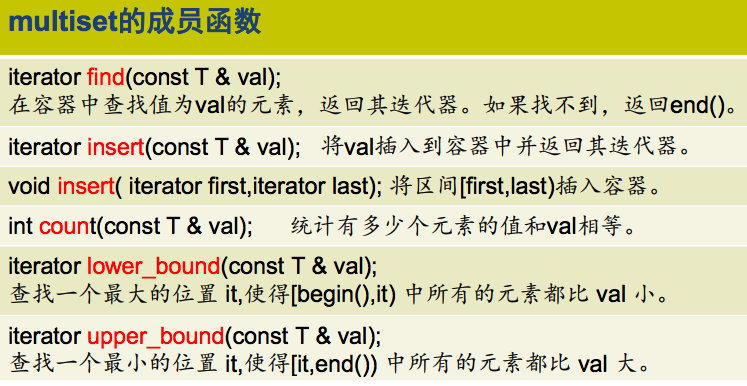 multiset的成员函数
iterator find(const T & val);
在容器中查找值为val的元素，返回其迭代器。如果找不到，返回end()。
iterator insert(const T & val); 将val插入到容器中并返回其迭代器。
void insert( iterator first,iterator last); 将区间[first,last)插入容器。
int count(const T & val); 统计有多少个元素的值和val相等。
iterator lower_bound(const T & val);
查找一个最大的位置 it,使得[begin(),it) 中所有的元素都比 val 小。
iterator upper_bound(const T & val);
查找一个最小的位置 it,使得[it,end()) 中所有的元素都比 val 大。